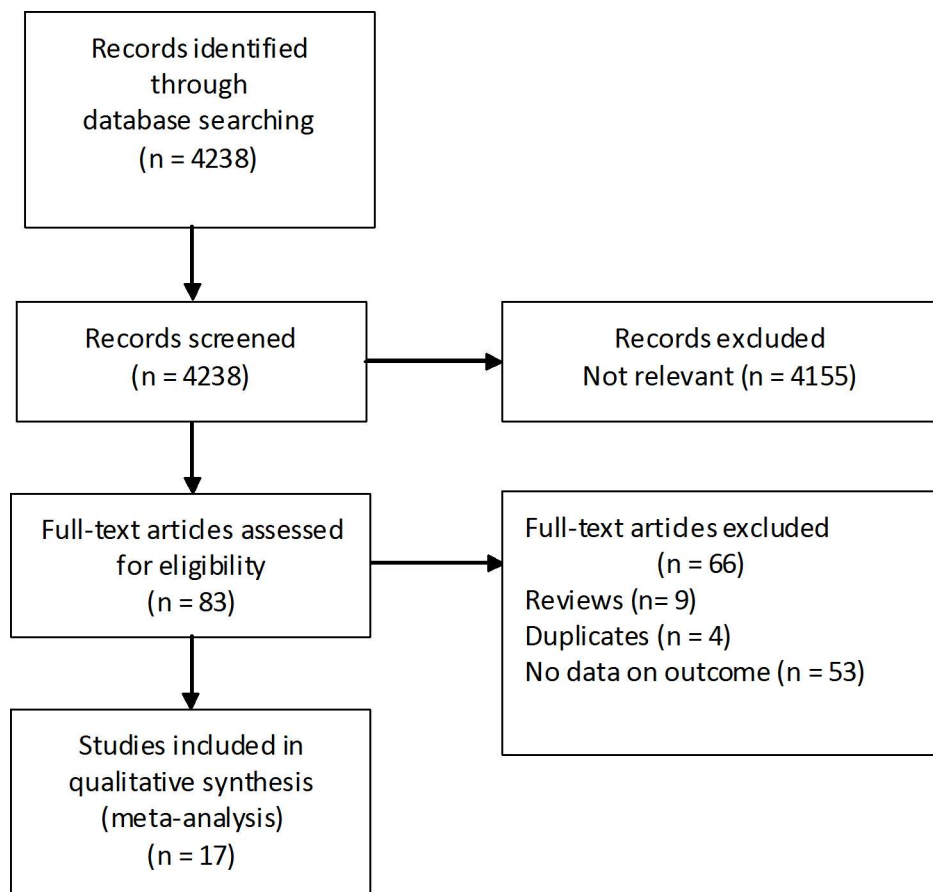 Records identified
through
database searching
(n = 4238)
Records screened
(n = 4238)
Records excluded
Not relevant (n = 4155)
Full-text articles assessed
for eligibility
(n = 83)
Full-text articles excluded
(n = 66)
Reviews (n= 9)
Duplicates (n = 4)
No data on outcome (n = 53)
Studies included in
qualitative synthesis
(meta-analysis)
(n = 17)